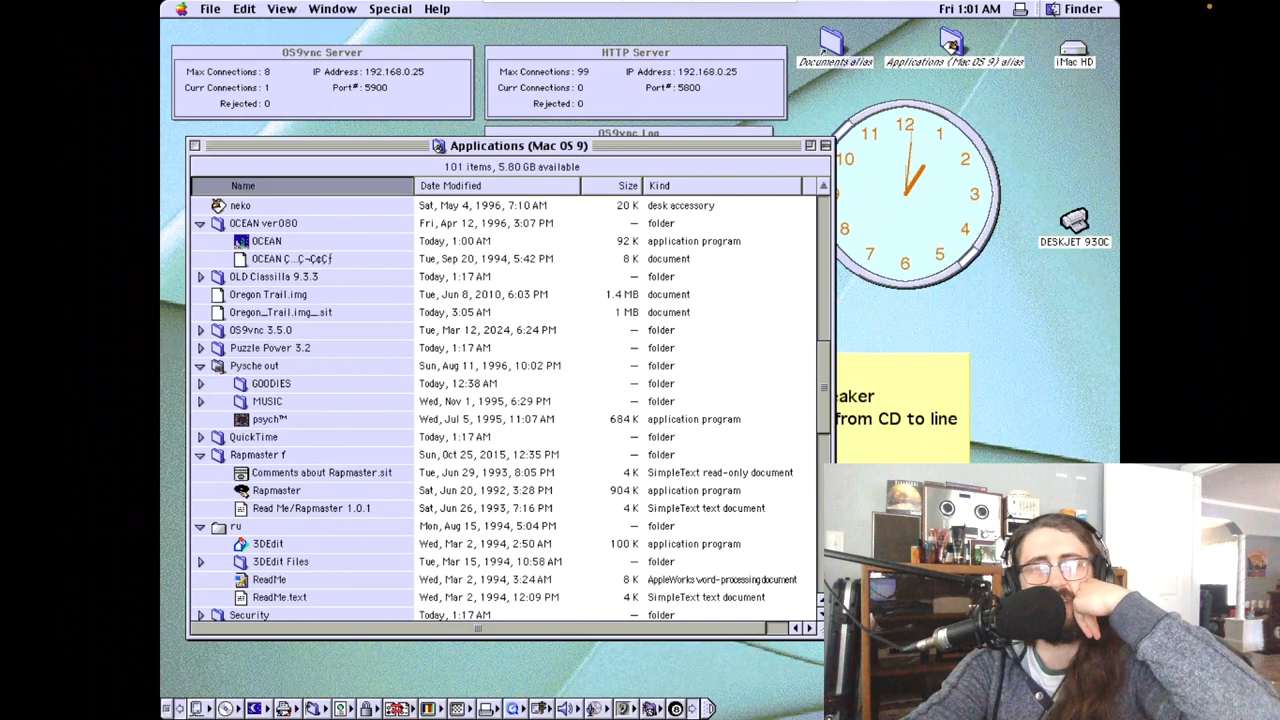 File Edit View Window Special Help
Fri 1:01 AM Finder
OS9vnc Server
Max Connections: 8 IP Address: 192.168.0.25
Curr Connections: 1 Port#: 5900
Rejected: 0
HTTP Server
Max Connections: 99 IP Address: 192.168.0.25
Curr Connections: 0 Port#: 5800
Rejected: 0
OS9vnc Log
Documents alias
Applications (Mac OS 9) alias
iMac HD
12
1
2
3
4
5
6
7
8
10
11
DESKJET 930C
Applications (Mac OS 9)
101 items, 5.80 GB available
Name Date Modified Size Kind
neko Sat, May 4, 1996, 7:10 AM 20 K desk accessory
OCEAN ver080 Fri, Apr 12, 1996, 3:07 PM — folder
OCEAN Today, 1:00 AM 92 K application program
OCEAN Ç...Ç¬Ç¢Çƒ Tue, Sep 20, 1994, 5:42 PM 8 K document
OLD Classilla 9.3.3 Today, 1:17 AM — folder
Oregon Trail.img Tue, Jun 8, 2010, 6:03 PM 1.4 MB document
Oregon_Trail.img_.sit Today, 3:05 AM 1 MB document
OS9vnc 3.5.0 Tue, Mar 12, 2024, 6:24 PM — folder
Puzzle Power 3.2 Today, 1:17 AM — folder
Pysche out Sun, Aug 11, 1996, 10:02 PM — folder
GOODIES Today, 12:38 AM — folder
MUSIC Wed, Nov 1, 1995, 6:29 PM — folder
psych™ Wed, Jul 5, 1995, 11:07 AM 684 K application program
QuickTime Today, 1:17 AM — folder
Rapmaster f Sun, Oct 25, 2015, 12:35 PM — folder
Comments about Rapmaster.sit Tue, Jun 29, 1993, 8:05 PM 4 K SimpleText read-only document
Rapmaster Sat, Jun 20, 1992, 3:28 PM 904 K application program
Read Me/Rapmaster 1.0.1 Sat, Jun 26, 1993, 7:16 PM 4 K SimpleText text document
ru Mon, Aug 15, 1994, 5:04 PM — folder
3DEdit Wed, Mar 2, 1994, 2:50 AM 100 K application program
3DEdit Files Tue, Mar 15, 1994, 10:58 AM — folder
ReadMe Wed, Mar 2, 1994, 3:24 AM 8 K AppleWorks word-processing document
ReadMe.text Wed, Mar 2, 1994, 12:09 PM 4 K SimpleText text document
Security Today, 1:17 AM — folder
eaker
from CD to line